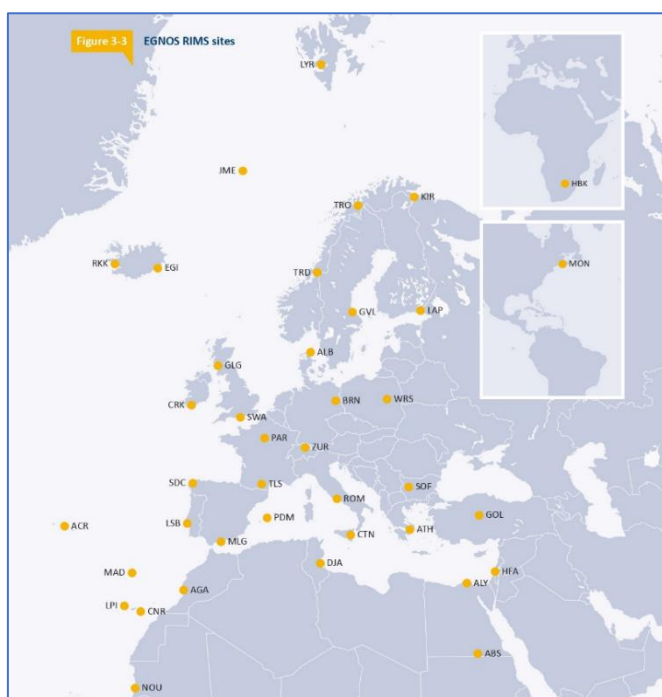 Figure 3-3 EGNOS RIMS sites
LYR
HBK
JME
KIR
TRO
RKK
EGI
TRD
MON
GVL
LAP
ALB
GLG
CRK
BRN
WRS
SWA
PAR
ZUR
SDC
TLS
SOF
ROM
ACR
LSB
PDM
GOL
MLG
CTN
ATH
DJA
MAD
HFA
ALY
AGA
LPI
CNR
ABS
NOU